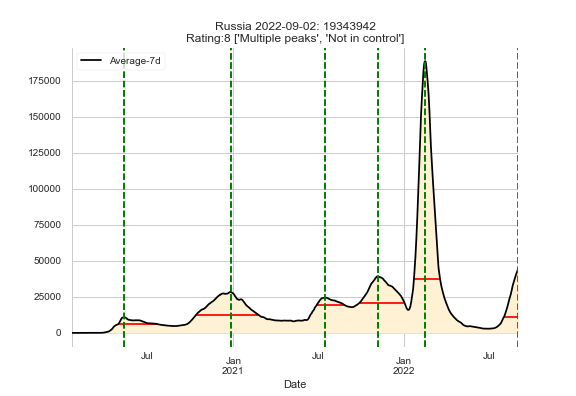 Russia 2022-09-02: 19343942
Rating:8 ['Multiple peaks', 'Not in control']
Average-7d
175000
150000
125000
100000
75000
50000
25000
0
Jul
Jan
2021
Jul
Jan
2022
Jul
Date